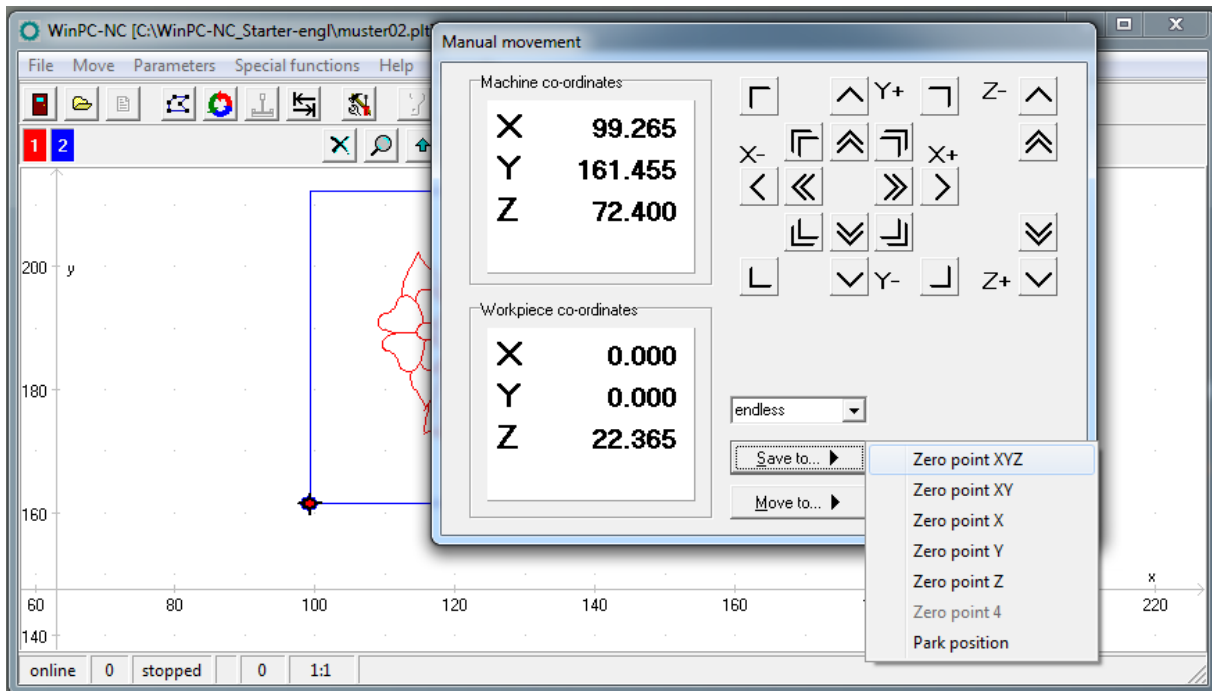 WinPC-NC [C:\WinPC-NC_Starter-engl\muster02.plt
File Move Parameters Special functions Help
1 2
200 y
180
160
60 80 100 120 140 160 220
x
140
online 0 stopped 0 1:1
Manual movement
Machine co-ordinates
X 99.265
Y 161.455
Z 72.400
Workpiece co-ordinates
X 0.000
Y 0.000
Z 22.365
Y+ Z-
X- X+
Y- Z+
endless
Save to...
Move to...
Zero point XYZ
Zero point XY
Zero point X
Zero point Y
Zero point Z
Zero point 4
Park position